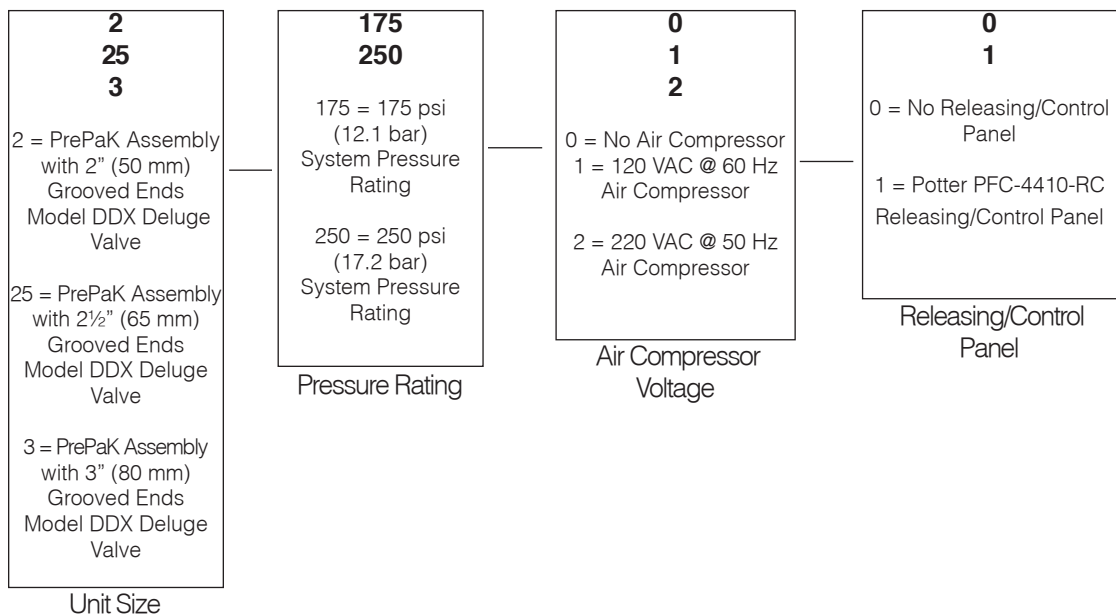 2
25
3
2 = PrePaK Assembly
with 2” (50 mm)
Grooved Ends
Model DDX Deluge
Valve
25 = PrePaK Assembly
with 2½” (65 mm)
Grooved Ends
Model DDX Deluge
Valve
3 = PrePaK Assembly
with 3” (80 mm)
Grooved Ends
Model DDX Deluge
Valve
Unit Size
175
250
175 = 175 psi
(12.1 bar)
System Pressure
Rating
250 = 250 psi
(17.2 bar)
System Pressure
Rating
Pressure Rating
0
1
2
0 = No Air Compressor
1 = 120 VAC @ 60 Hz
Air Compressor
2 = 220 VAC @ 50 Hz
Air Compressor
Air Compressor
Voltage
0
1
0 = No Releasing/Control
Panel
1 = Potter PFC-4410-RC
Releasing/Control Panel
Releasing/Control
Panel